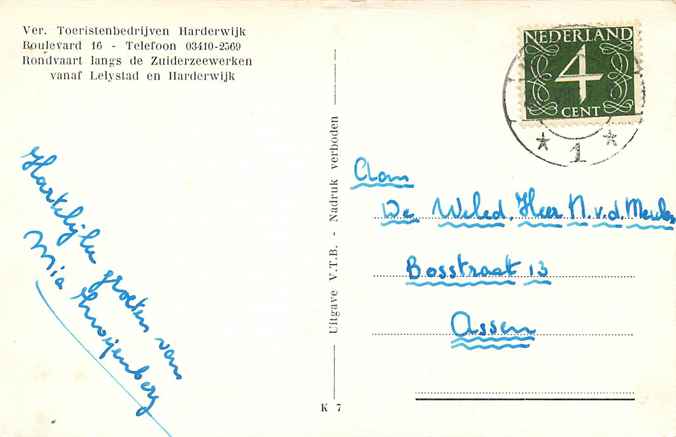 Ver. Toeristenbedrijven Harderwijk
Boulevard 16 - Telefoon 03410-2569
Rondvaart langs de Zuiderzeewerken
vanaf Lelystad en Harderwijk
NEDERLAND
4
CENT
* 1 *
Hartelijke groeten van
Mia
Uitgave V.T.B. - Nadruk verboden
Aan
De Weled. Heer N. v.d.
Bosstraat 13
Assen
K 7